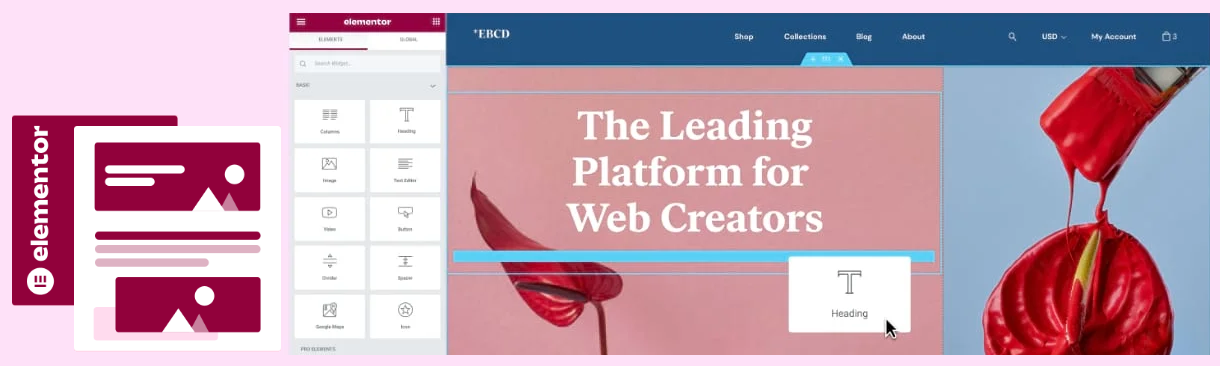 elementor
elementor
ELEMENTS
GLOBAL
Search Widget...
BASIC
Columns
Heading
Image
Text Editor
Video
Button
Divider
Spacer
Google Maps
Icon
PRO ELEMENTS
*EBCD
Shop
Collections
Blog
About
USD
My Account
3
The Leading
Platform for
Web Creators
Heading